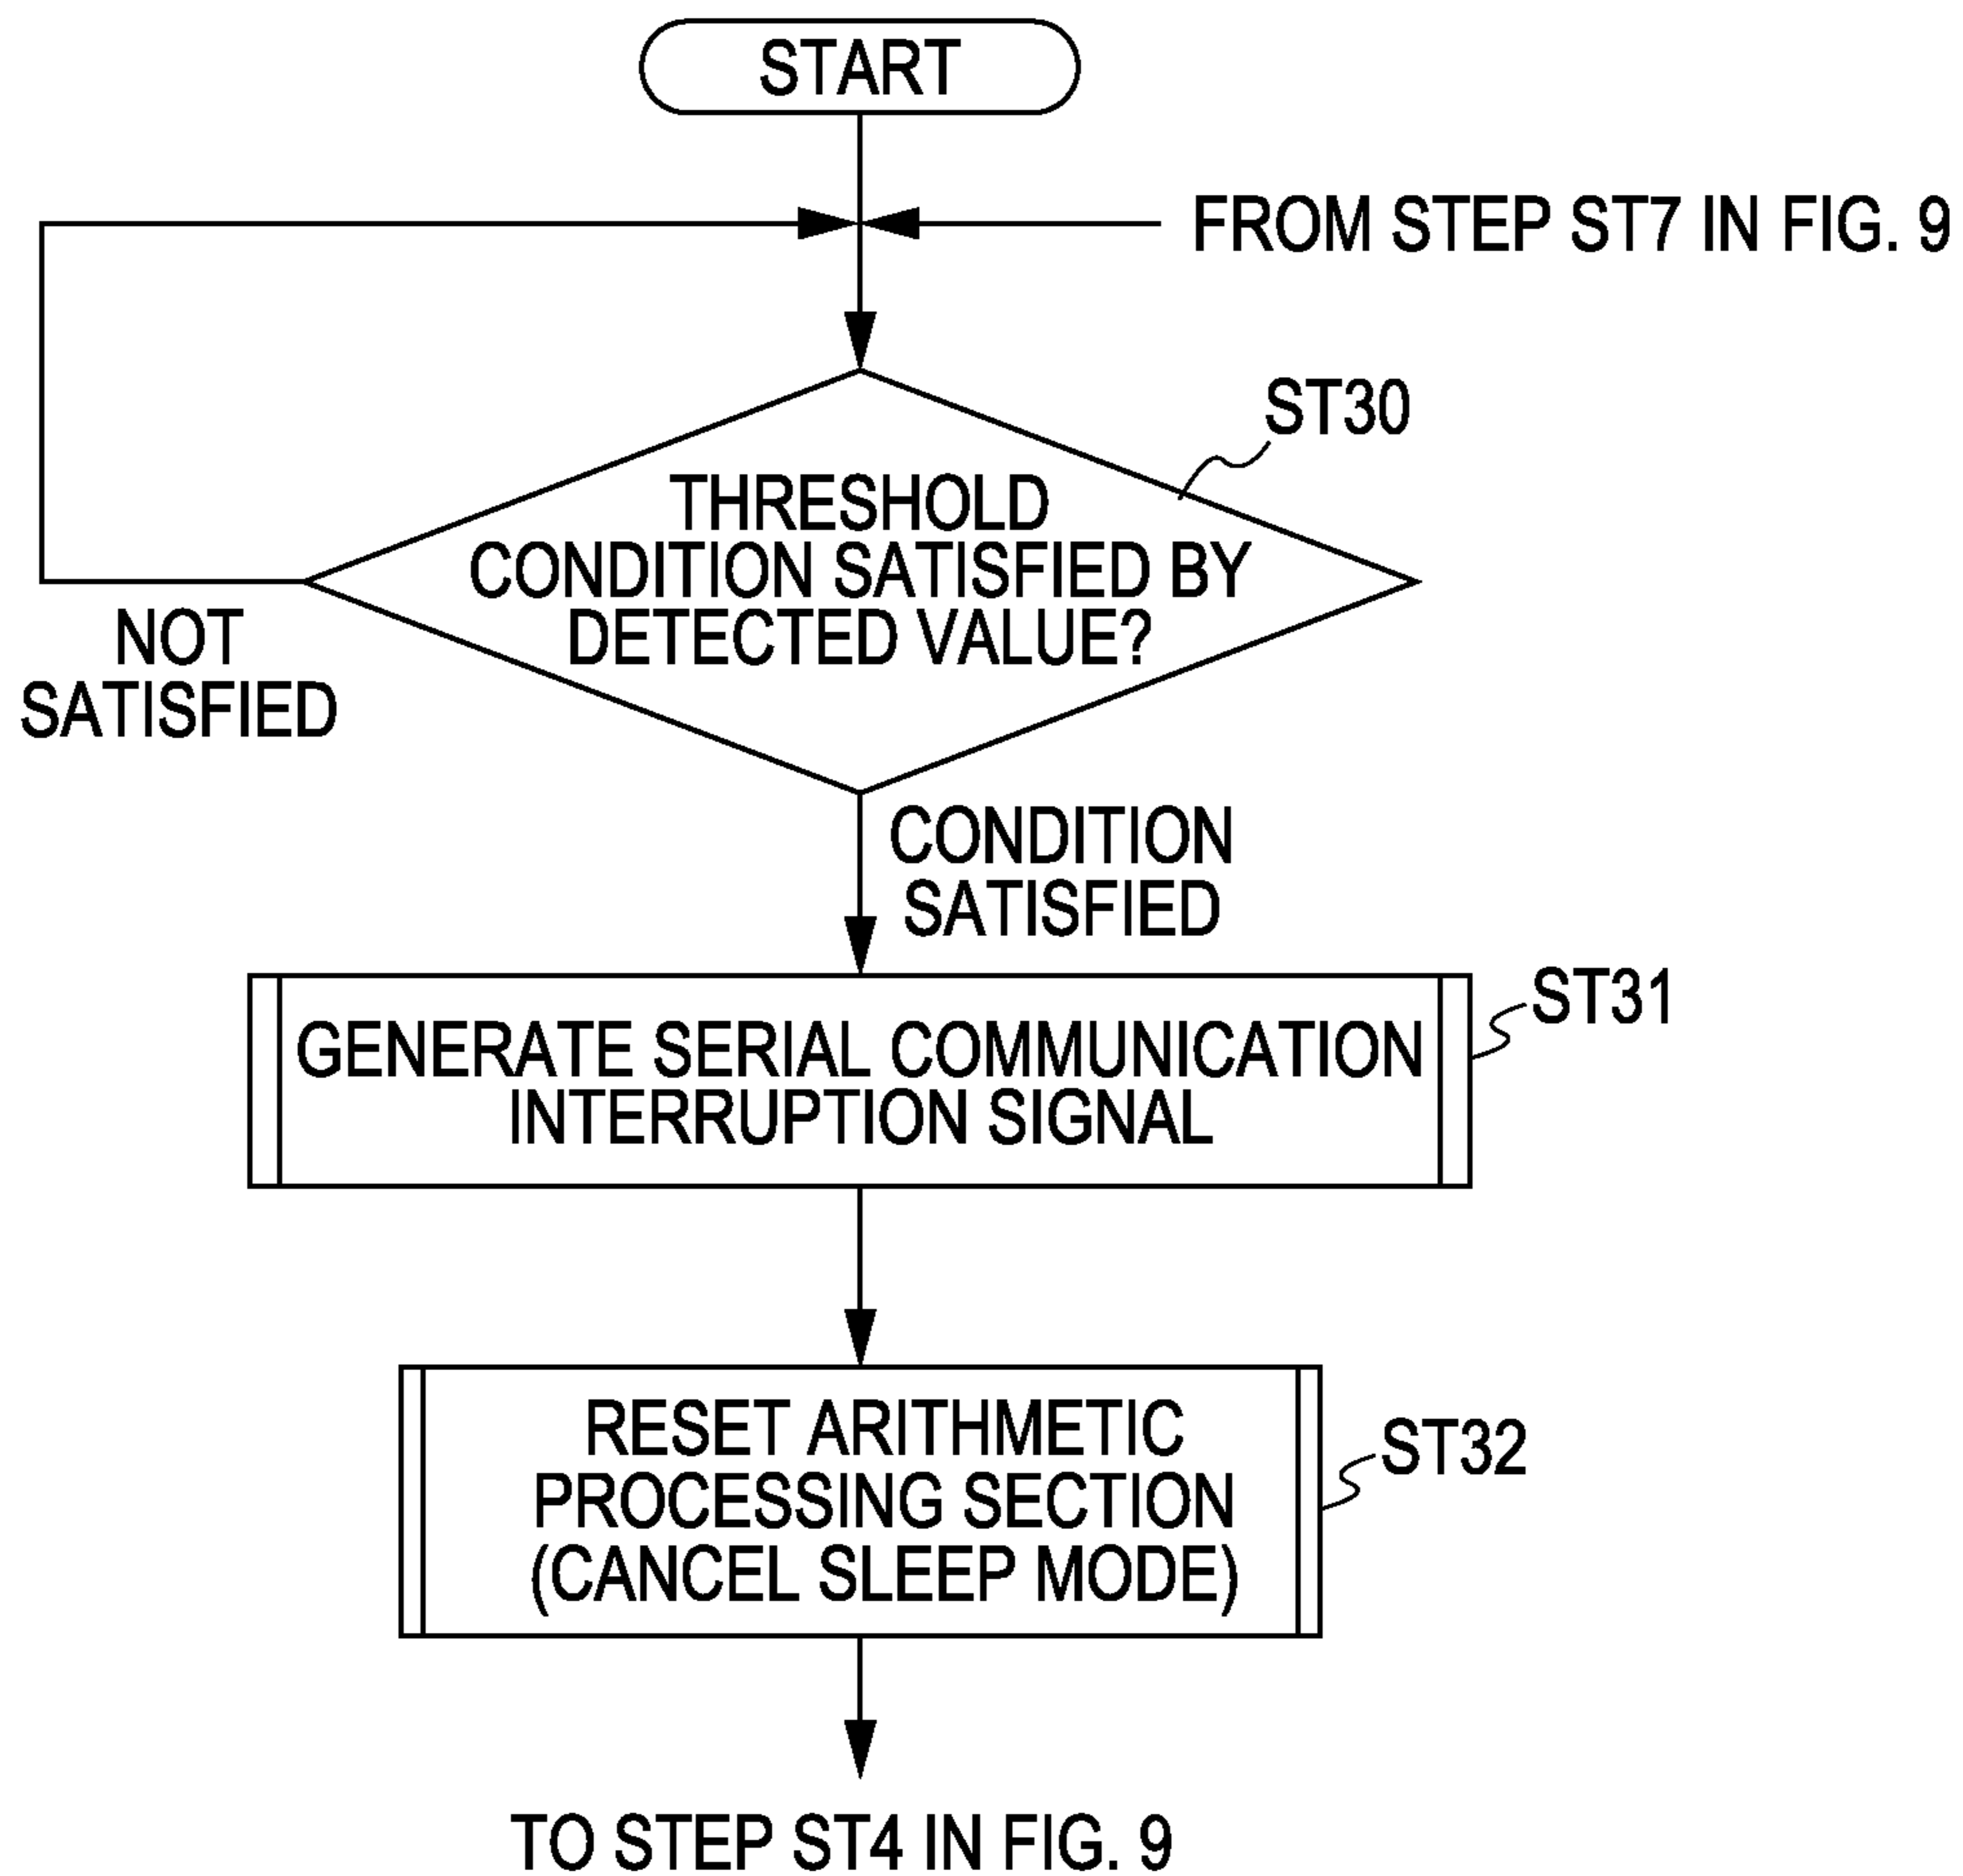 START
FROM STEP ST7 IN FIG. 9
ST30
THRESHOLD
CONDITION SATISFIED BY
DETECTED VALUE?
NOT
SATISFIED
CONDITION
SATISFIED
ST31
GENERATE SERIAL COMMUNICATION
INTERRUPTION SIGNAL
RESET ARITHMETIC
PROCESSING SECTION
(CANCEL SLEEP MODE)
ST32
TO STEP ST4 IN FIG. 9